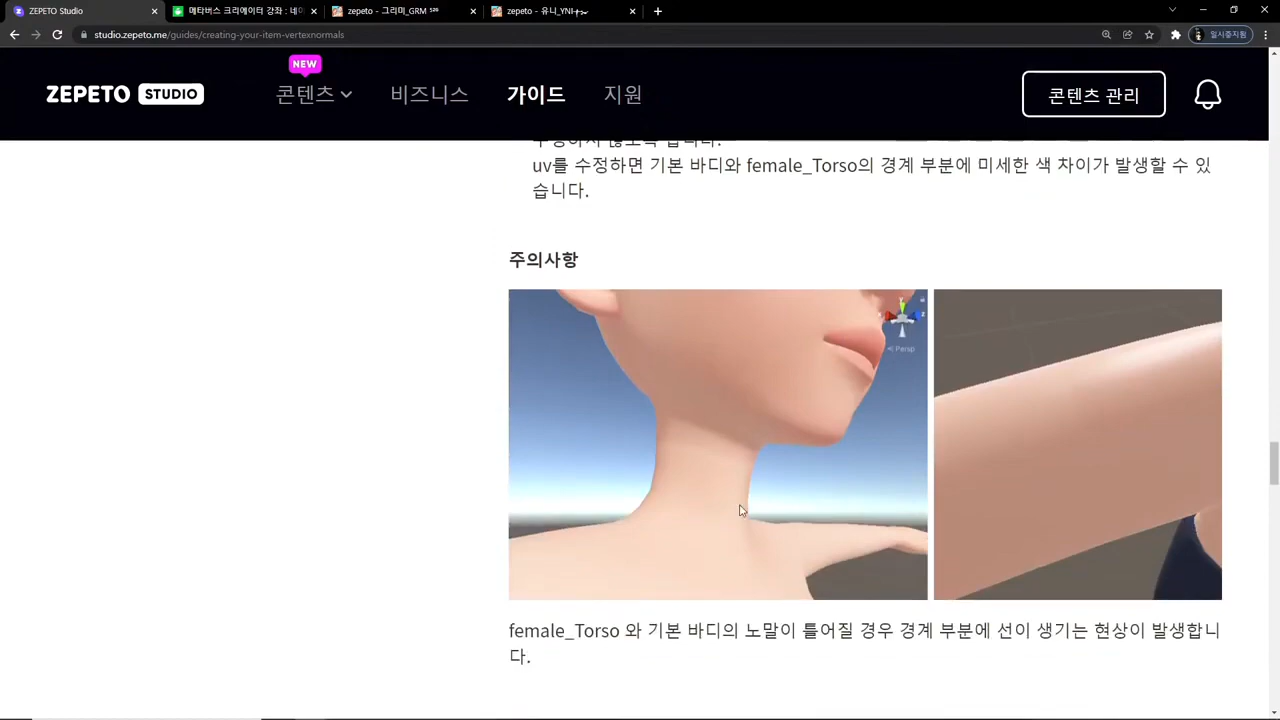 ZEPETO Studio
메타버스 크리에이터 강좌 : 네이
zepeto - 그리미_GRM
zepeto - 유니_YNI
studio.zepeto.me/guides/creating-your-item-vertexnormals
일시중지됨
NEW
ZEPETO STUDIO
콘텐츠
비즈니스
가이드
지원
콘텐츠 관리
uv를 수정하면 기본 바디와 female_Torso의 경계 부분에 미세한 색 차이가 발생할 수 있
습니다.
주의사항
Persp
female_Torso 와 기본 바디의 노말이 틀어질 경우 경계 부분에 선이 생기는 현상이 발생합니
다.